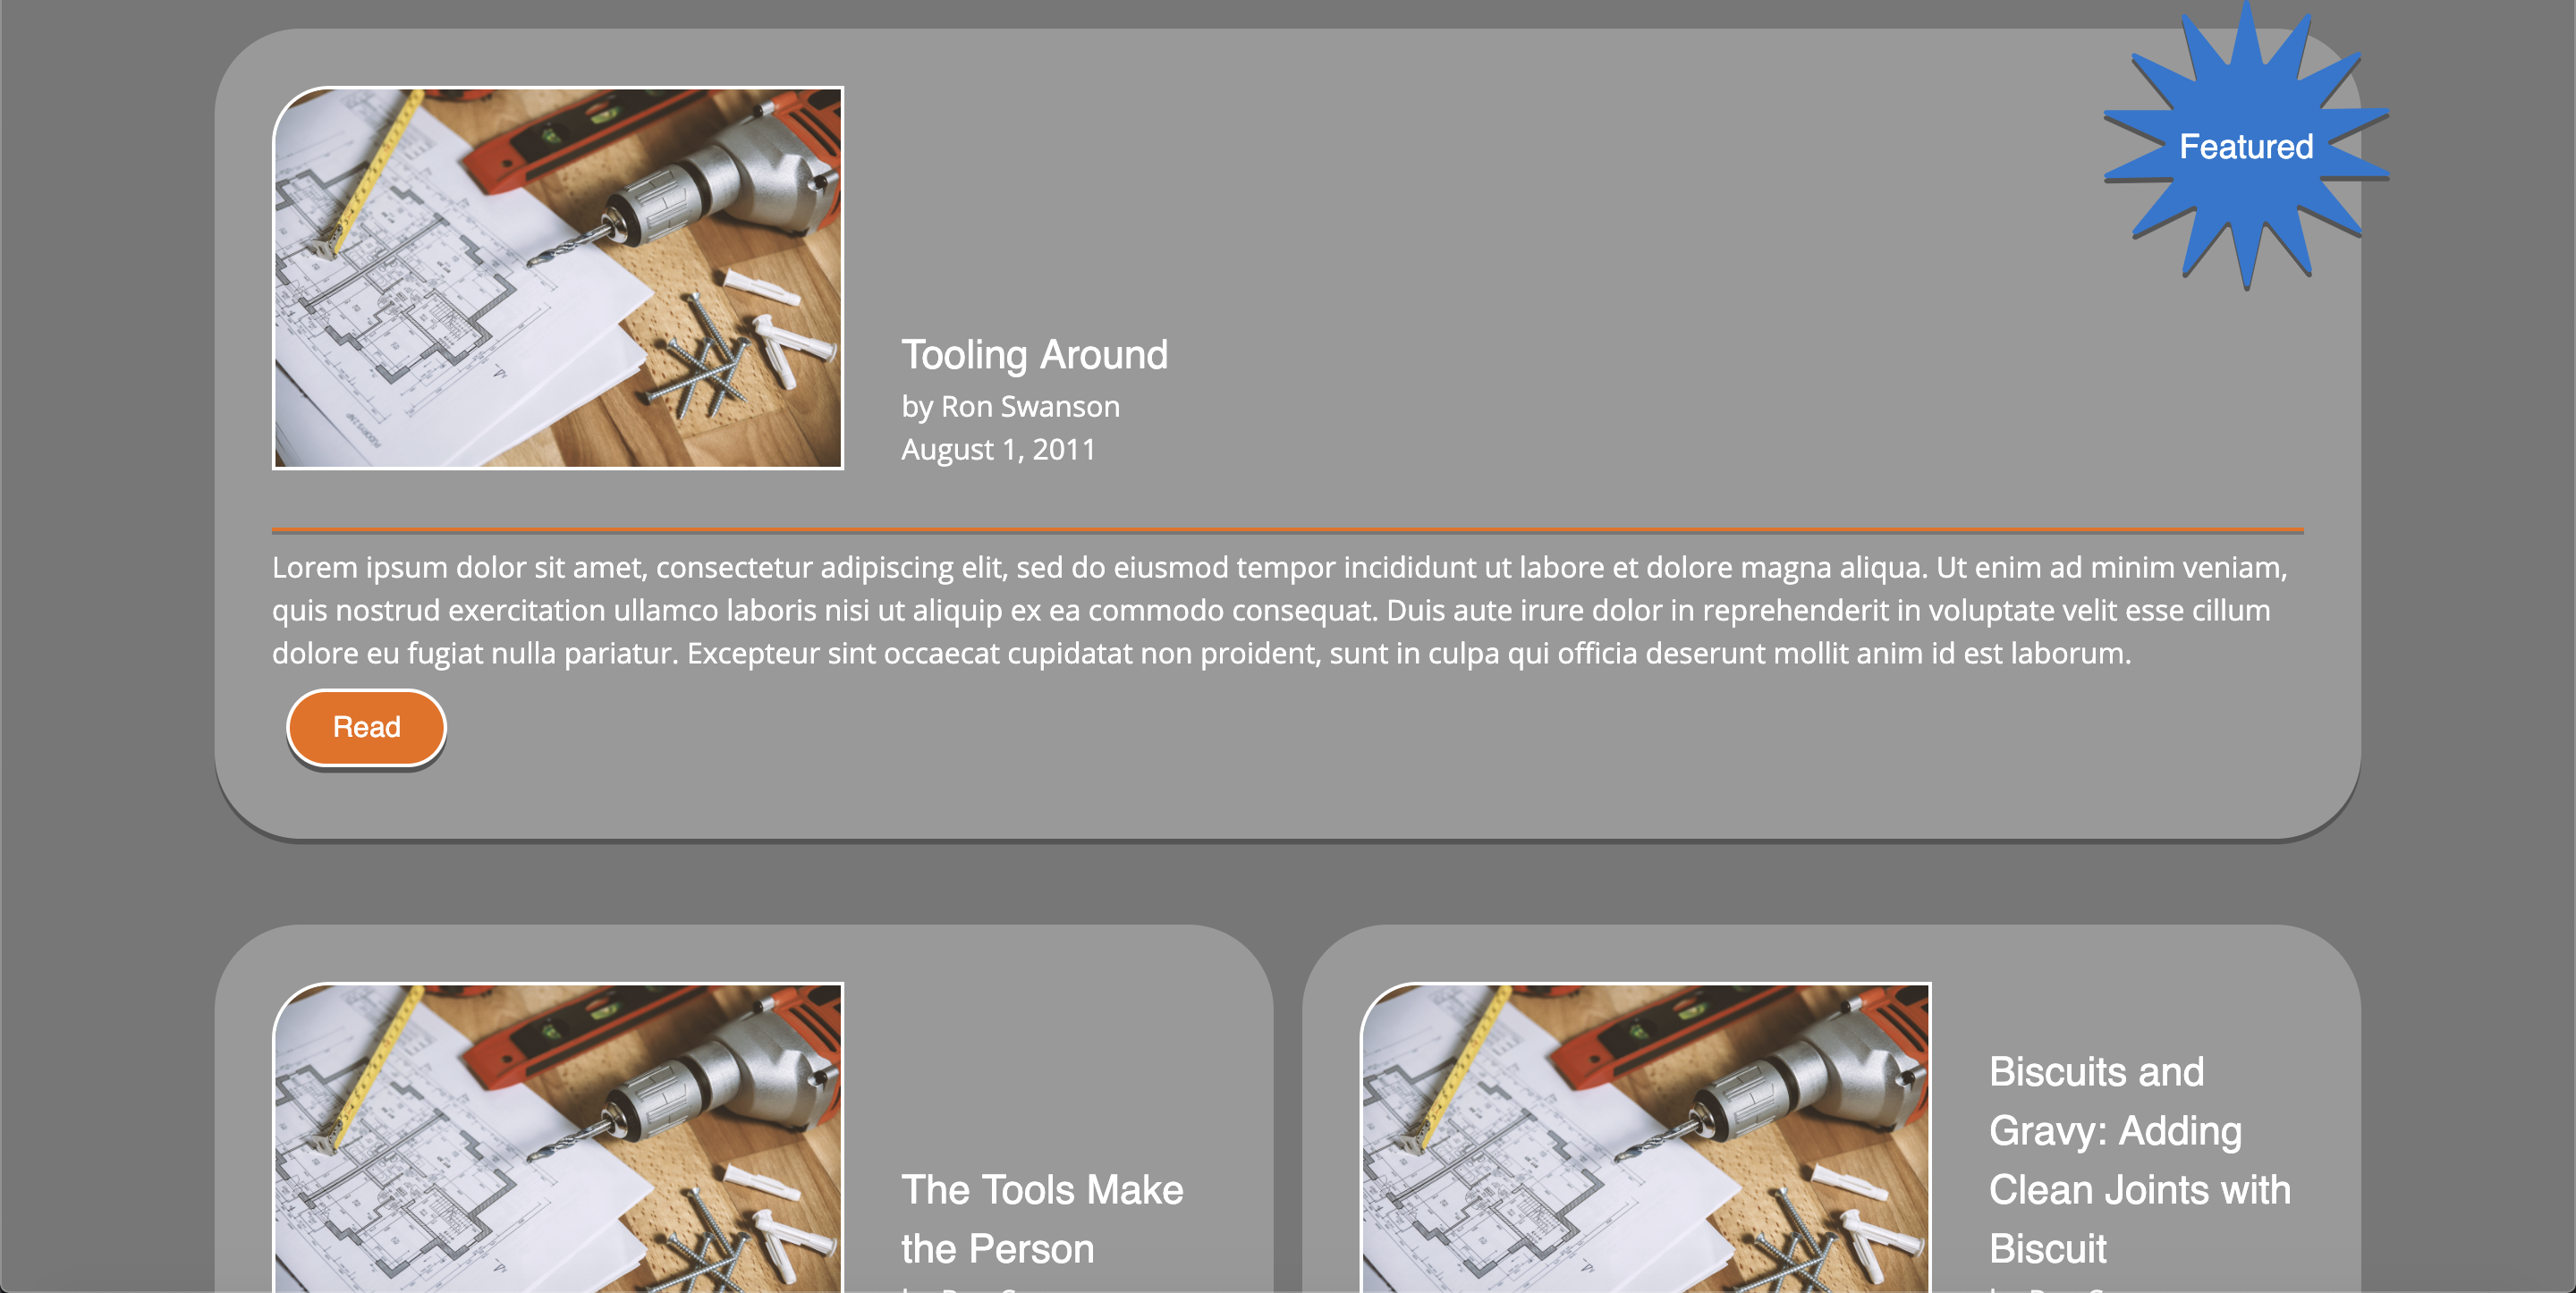 Featured
Tooling Around
by Ron Swanson
August 1, 2011
Lorem ipsum dolor sit amet, consectetur adipiscing elit, sed do eiusmod tempor incididunt ut labore et dolore magna aliqua. Ut enim ad minim veniam,
quis nostrud exercitation ullamco laboris nisi ut aliquip ex ea commodo consequat. Duis aute irure dolor in reprehenderit in voluptate velit esse cillum
dolore eu fugiat nulla pariatur. Excepteur sint occaecat cupidatat non proident, sunt in culpa qui officia deserunt mollit anim id est laborum.
Read
The Tools Make
the Person
Biscuits and
Gravy: Adding
Clean Joints with
Biscuit